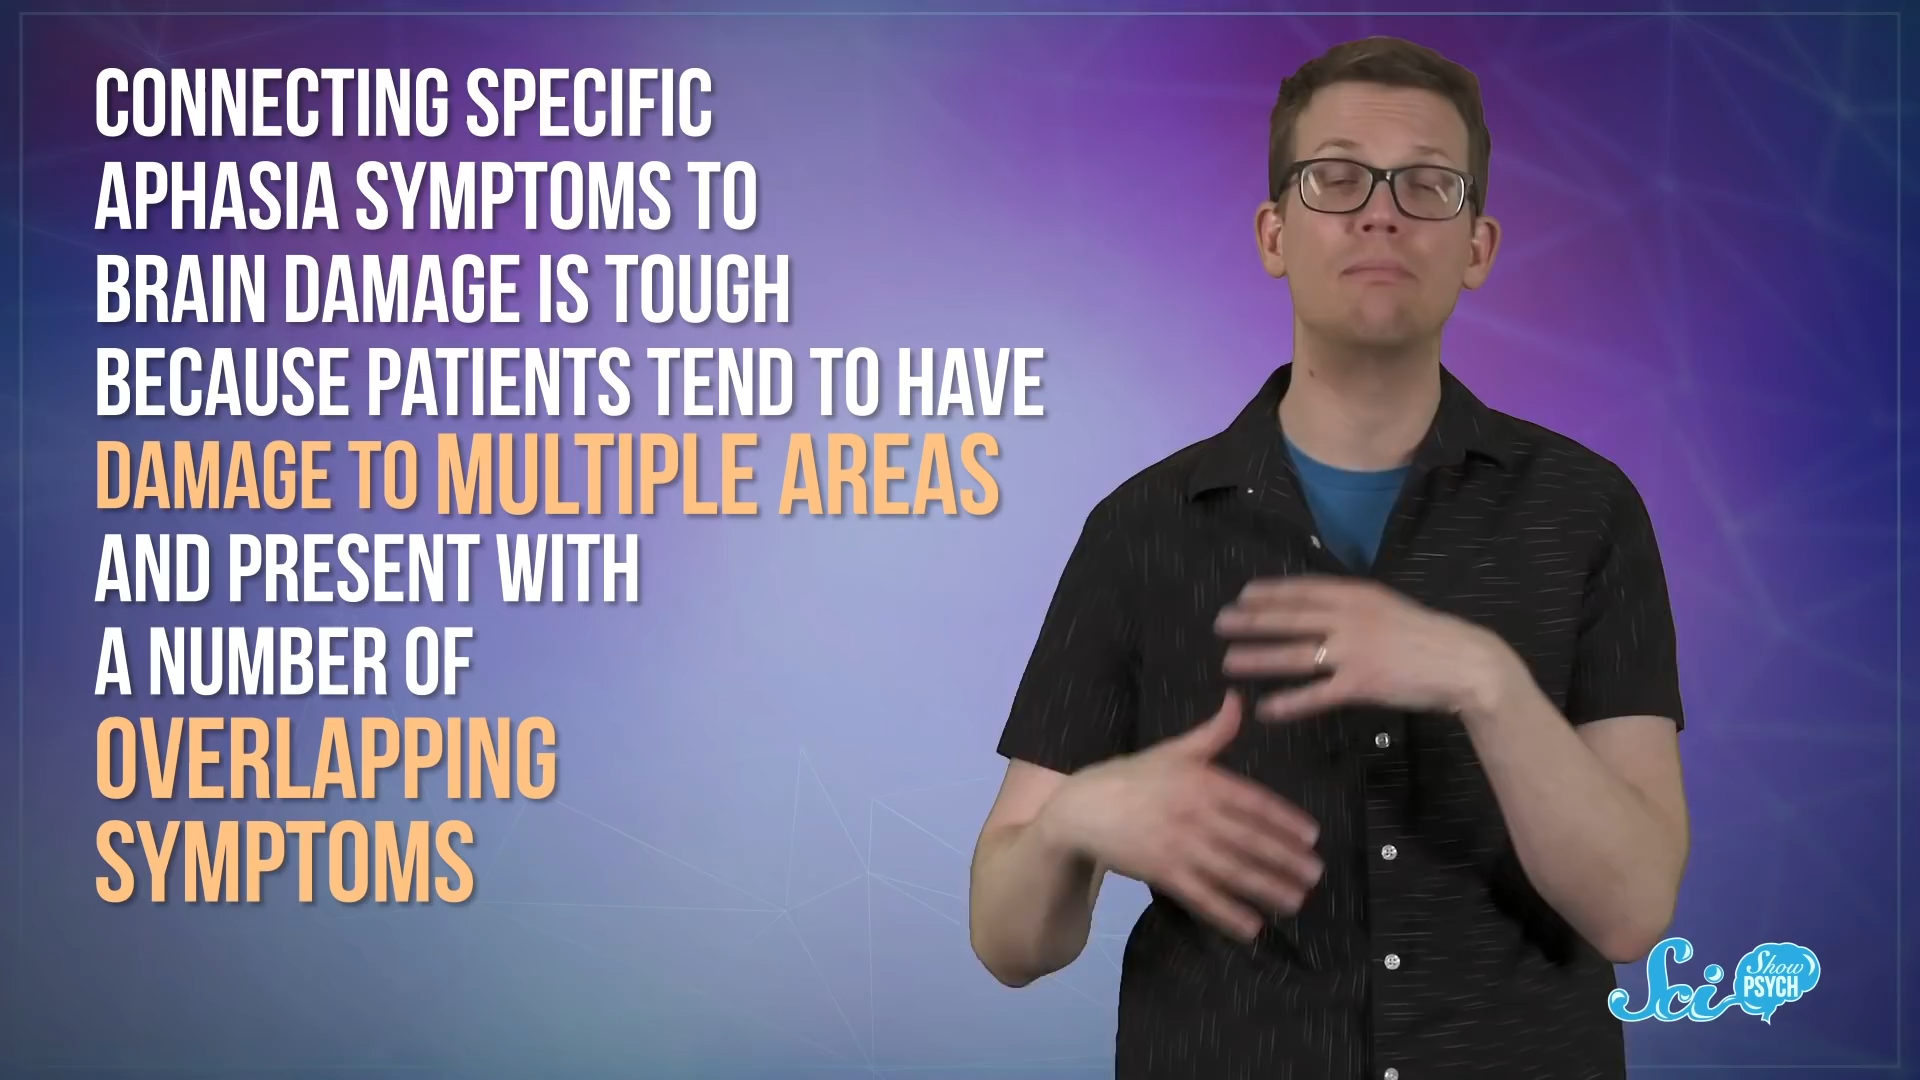 CONNECTING SPECIFIC
APHASIA SYMPTOMS TO
BRAIN DAMAGE IS TOUGH
BECAUSE PATIENTS TEND TO HAVE
DAMAGE TO MULTIPLE AREAS
AND PRESENT WITH
A NUMBER OF
OVERLAPPING
SYMPTOMS
Sci Show
PSYCH